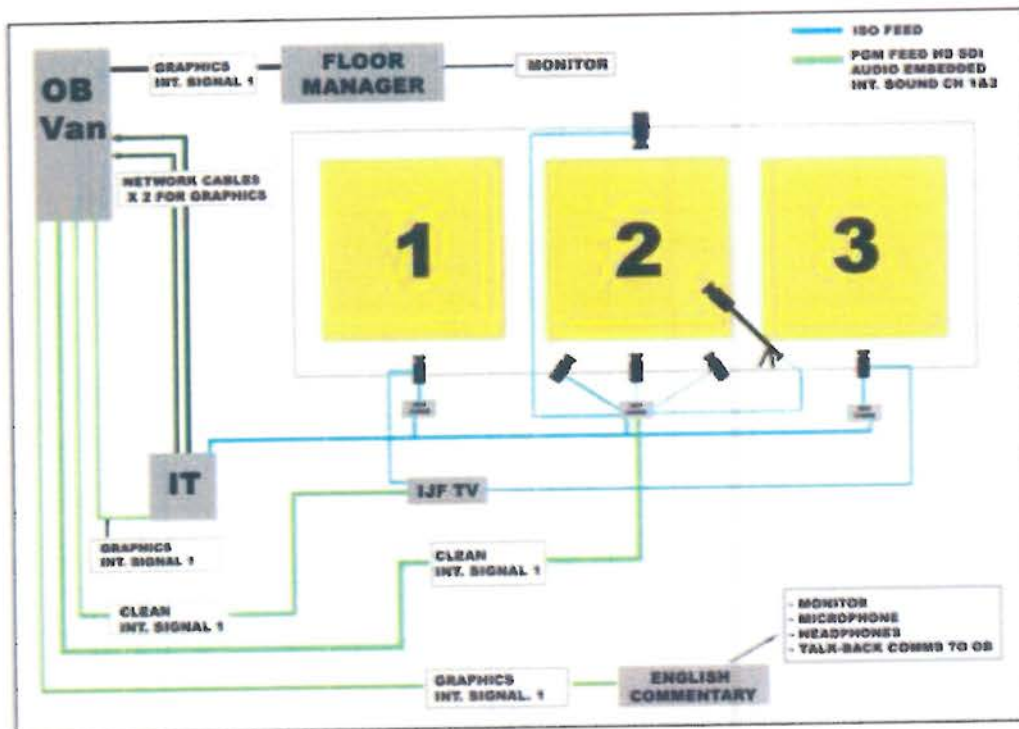 ISO FEED
PGM FEED HD SDI
AUDIO EMBEDDED
INT. SOUND CH 1&2
OB
Van
GRAPHICS
INT. SIGNAL 1
FLOOR
MANAGER
MONITOR
NETWORK CABLES
X 2 FOR GRAPHICS
1
2
3
IT
IJF TV
GRAPHICS
INT. SIGNAL 1
CLEAN
INT. SIGNAL 1
CLEAN
INT. SIGNAL 1
- MONITOR
- MICROPHONE
- HEADPHONES
- TALK-BACK COMMS TO OB
GRAPHICS
INT. SIGNAL. 1
ENGLISH
COMMENTARY